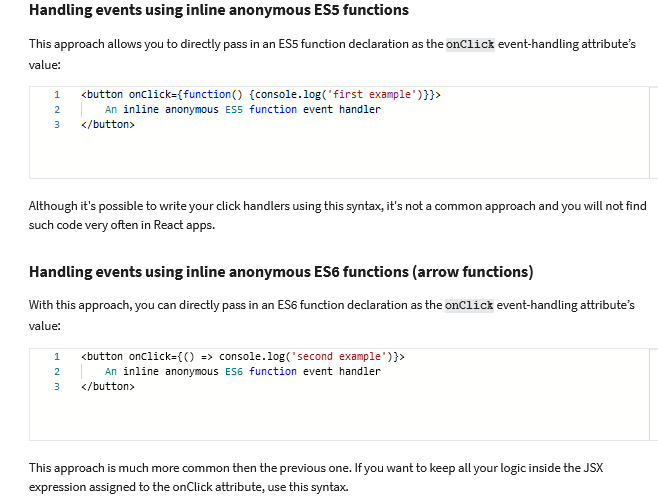 Handling events using inline anonymous ES5 functions
This approach allows you to directly pass in an ES5 function declaration as the onClick event-handling attribute's
value:
1 <button onClick={function() {console.log('first example')}}>
2 An inline anonymous ES5 function event handler
3 </button>
Although it's possible to write your click handlers using this syntax, it's not a common approach and you will not find
such code very often in React apps.
Handling events using inline anonymous ES6 functions (arrow functions)
With this approach, you can directly pass in an ES6 function declaration as the onClick event-handling attribute's
value:
1 <button onClick={() => console.log('second example')}>
2 An inline anonymous ES6 function event handler
3 </button>
This approach is much more common then the previous one. If you want to keep all your logic inside the JSX
expression assigned to the onClick attribute, use this syntax.